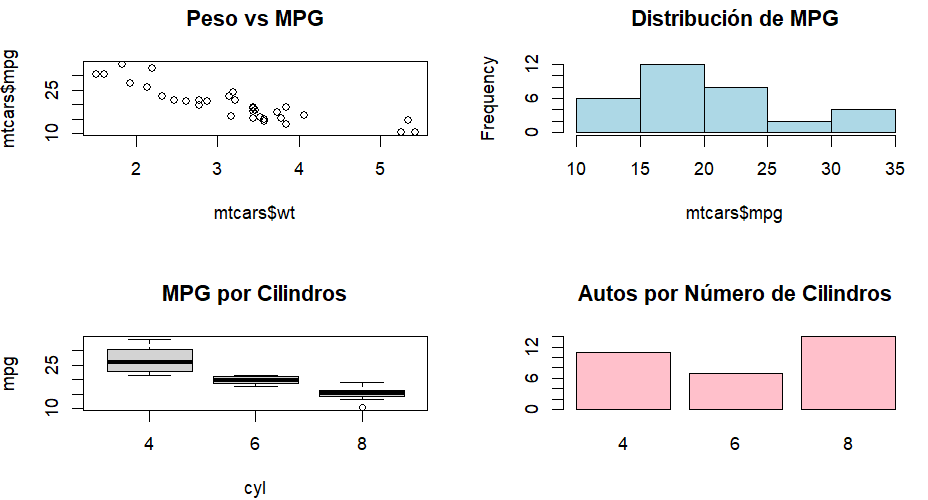 Peso vs MPG
mtcars$mpg
10 25
2 3 4 5
mtcars$wt
Distribución de MPG
Frequency
0 6 12
10 15 20 25 30 35
mtcars$mpg
MPG por Cilindros
mpg
10 25
4 6 8
cyl
Autos por Número de Cilindros
0 6 12
4 6 8